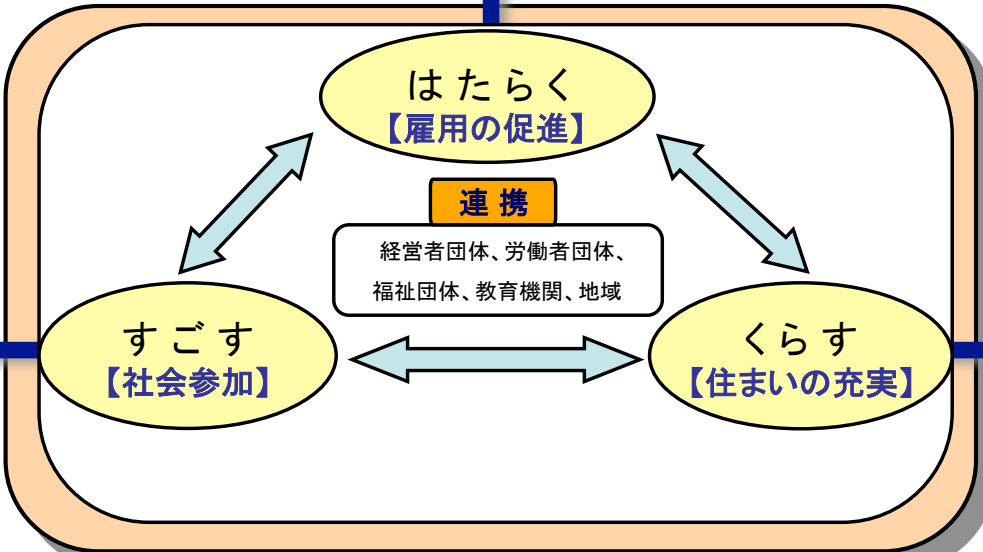 はたらく
【雇用の促進】
連携
経営者団体、労働者団体、
福祉団体、教育機関、地域
すごす
【社会参加】
くらす
【住まいの充実】